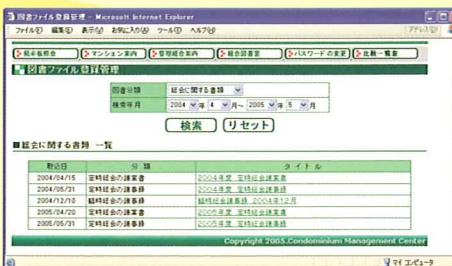 図書ファイル登録管理 - Microsoft Internet Explorer
ファイル(F) 編集(E) 表示(V) お気に入り(A) ツール(T) ヘルプ(H)
掲示板照会 マンション案内 管理組合案内 総合図書室 パスワードの変更 比較一覧室
図書ファイル登録管理
図書分類 総会に関する書類
検索年月 2004 年 4 月~ 2005 年 5 月
検索 リセット
■総会に関する書類 一覧
取込日 分類 タイトル
2004/04/15 定時総会の議案書 2004年度 定時総会議案書
2004/05/31 定時総会の議事録 2004年度 定時総会議事録
2004/12/10 臨時総会の議事録 臨時総会議事録 2004年12月
2005/04/20 定時総会の議案書 2005年度 定時総会議案書
2005/05/31 定時総会の議事録 2005年度 定時総会議事録
Copyright 2005.Condominium Management Center
マイ コンピュータ